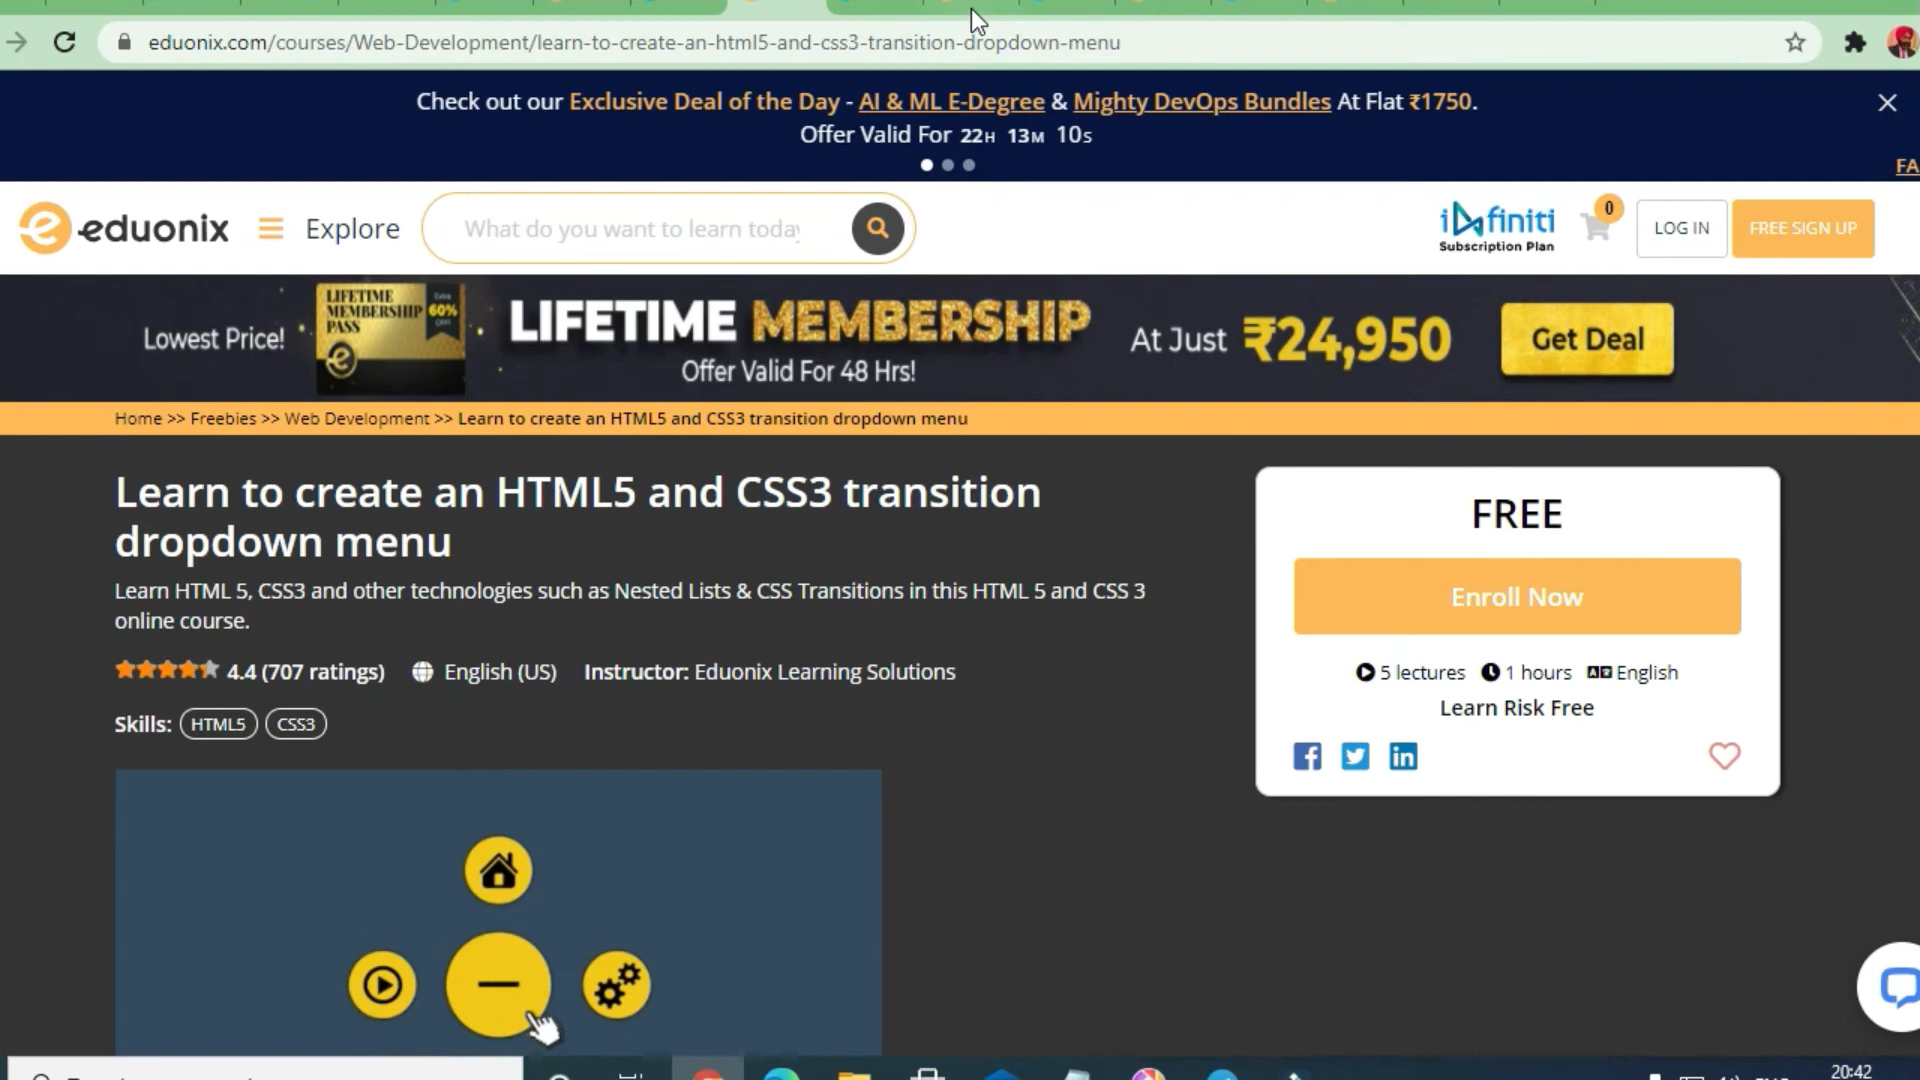 eduonix.com/courses/Web-Development/learn-to-create-an-html5-and-css3-transition-dropdown-menu
Check out our Exclusive Deal of the Day - AI & ML E-Degree & Mighty DevOps Bundles At Flat ₹1750.
Offer Valid For 22H 13M 10S
FA
eduonix
Explore
What do you want to learn today
infiniti
Subscription Plan
0
LOG IN
FREE SIGN UP
Lowest Price!
LIFETIME
MEMBERSHIP
PASS
Extra
60%
OFF
LIFETIME MEMBERSHIP
Offer Valid For 48 Hrs!
At Just ₹24,950
Get Deal
Home >> Freebies >> Web Development >> Learn to create an HTML5 and CSS3 transition dropdown menu
Learn to create an HTML5 and CSS3 transition
dropdown menu
Learn HTML 5, CSS3 and other technologies such as Nested Lists & CSS Transitions in this HTML 5 and CSS 3
online course.
4.4 (707 ratings)
English (US)
Instructor: Eduonix Learning Solutions
Skills: HTML5 CSS3
FREE
Enroll Now
5 lectures
1 hours
English
Learn Risk Free
20:42